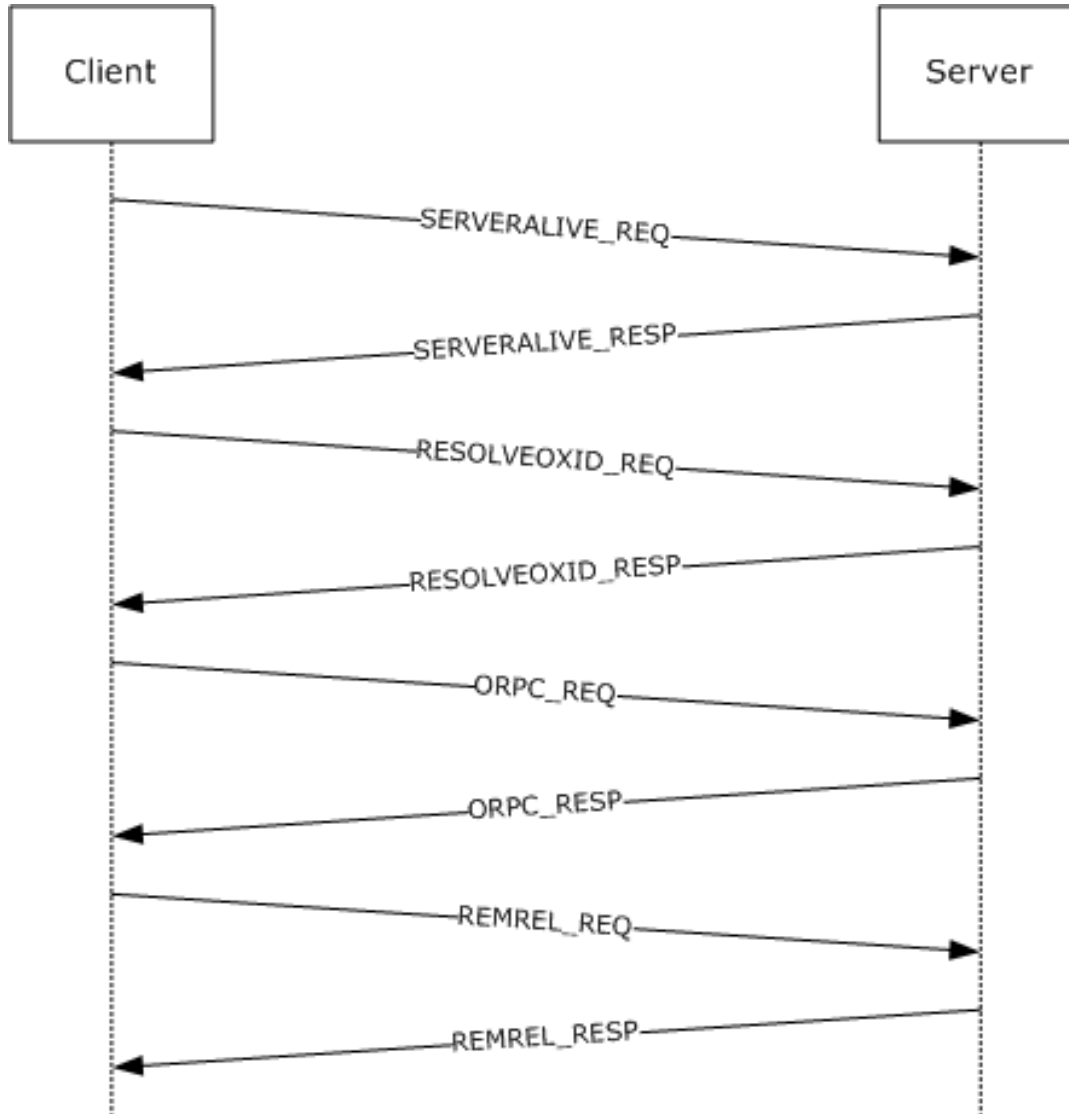 Client
Server
SERVERALIVE_REQ
SERVERALIVE_RESP
RESOLVEOXID_REQ
RESOLVEOXID_RESP
ORPC_REQ
ORPC_RESP
REMREL_REQ
REMREL_RESP